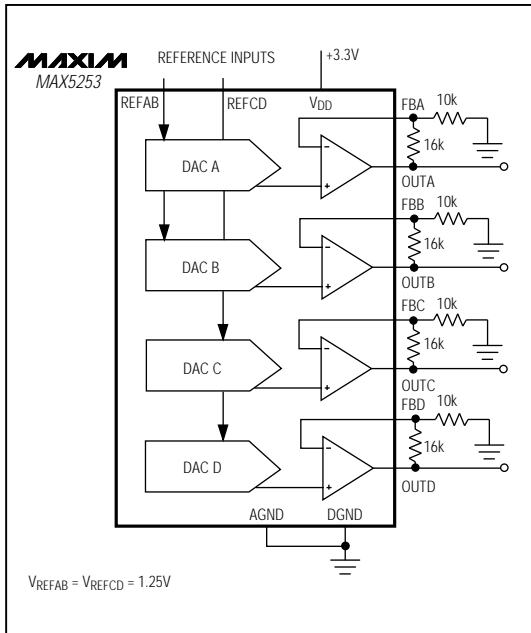 MAXIM
MAX5253
REFERENCE INPUTS
+3.3V
REFAB
REFCD
VDD
FBA
10k
DAC A
-
+
16k
OUTA
FBB
10k
DAC B
-
+
16k
OUTB
FBC
10k
DAC C
-
+
16k
OUTC
FBD
10k
DAC D
-
+
16k
OUTD
AGND
DGND
VREFAB = VREFCD = 1.25V